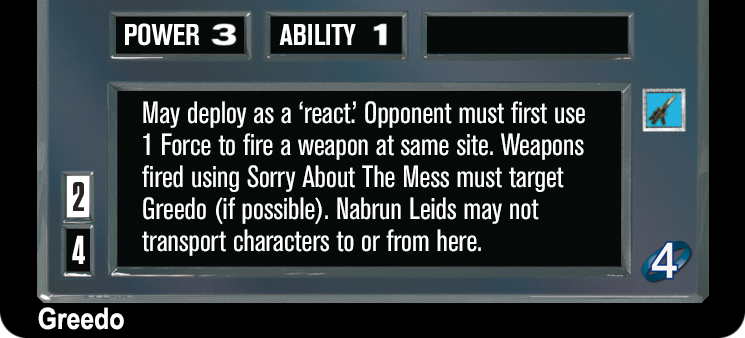 POWER 3 ABILITY 1
May deploy as a ‘react.’ Opponent must first use
1 Force to fire a weapon at same site. Weapons
fired using Sorry About The Mess must target
Greedo (if possible). Nabrun Leids may not
transport characters to or from here.
2
4
4
Greedo